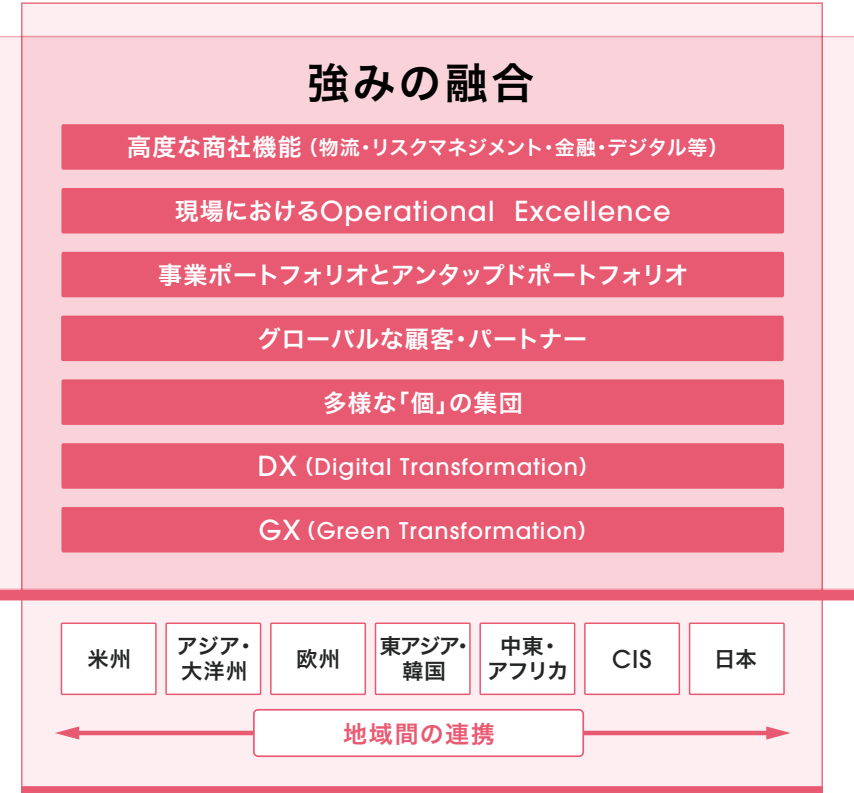 強みの融合
高度な商社機能（物流・リスクマネジメント・金融・デジタル等）
現場におけるOperational Excellence
事業ポートフォリオとアンタップドポートフォリオ
グローバルな顧客・パートナー
多様な「個」の集団
DX（Digital Transformation）
GX（Green Transformation）
米州
アジア・
大洋州
欧州
東アジア・
韓国
中東・
アフリカ
CIS
日本
地域間の連携